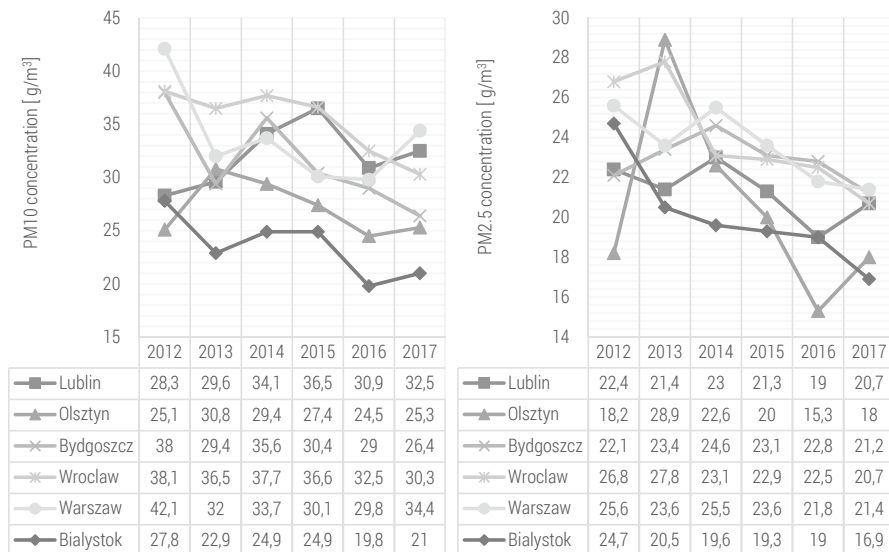 PM10 concentration [ g/m³]
45
40
35
30
25
20
15
2012 2013 2014 2015 2016 2017
Lublin 28,3 29,6 34,1 36,5 30,9 32,5
Olsztyn 25,1 30,8 29,4 27,4 24,5 25,3
Bydgoszcz 38 29,4 35,6 30,4 29 26,4
Wroclaw 38,1 36,5 37,7 36,6 32,5 30,3
Warszaw 42,1 32 33,7 30,1 29,8 34,4
Bialystok 27,8 22,9 24,9 24,9 19,8 21
PM2.5 concentration [ g/m³]
30
28
26
24
22
20
18
16
14
2012 2013 2014 2015 2016 2017
Lublin 22,4 21,4 23 21,3 19 20,7
Olsztyn 18,2 28,9 22,6 20 15,3 18
Bydgoszcz 22,1 23,4 24,6 23,1 22,8 21,2
Wroclaw 26,8 27,8 23,1 22,9 22,5 20,7
Warszaw 25,6 23,6 25,5 23,6 21,8 21,4
Bialystok 24,7 20,5 19,6 19,3 19 16,9